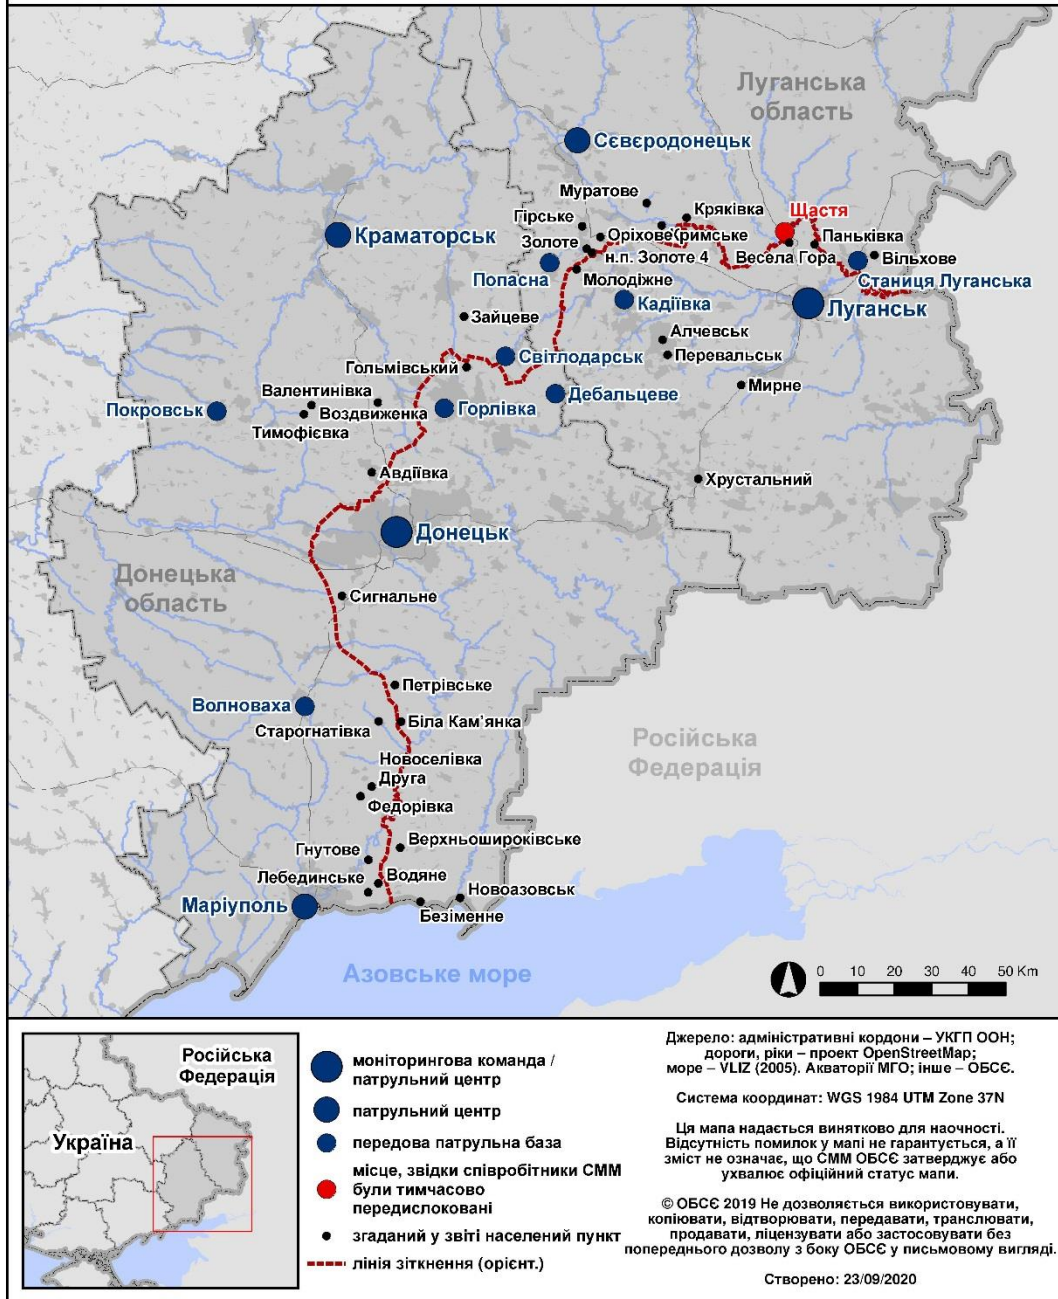 Луганська
область
Сєвєродонецьк
Муратове
Кряківка
Щастя
Гірське
Оріхове
Кримське
Паньківка
Краматорськ
Золоте
Весела Гора
Вільхове
н.п. Золоте 4
Попасна
Молодіжне
Станиця Луганська
Кадіївка
Луганськ
Зайцеве
Алчевськ
Світлодарськ
Перевальськ
Гольмівський
Мирне
Валентинівка
Дебальцеве
Покровськ
Воздвиженка
Горлівка
Тимофіївка
Авдіївка
Хрустальний
Донецьк
Донецька
область
Сигнальне
Петрівське
Волноваха
Старогнатівка
Біла Кам'янка
Російська
Федерація
Новоселівка
Друга
Федорівка
Верхньошироківське
Гнутове
Лебединське
Водяне
Новоазовськ
Маріуполь
Безіменне
Азовське море
0 10 20 30 40 50 Km
Російська
Федерація
Україна
моніторингова команда /
патрульний центр
патрульний центр
передова патрульна база
місце, звідки співробітники СММ
були тимчасово
передислоковані
згаданий у звіті населений пункт
лінія зіткнення (орієнт.)
Джерело: адміністративні кордони – УКГП ООН;
дороги, ріки – проект OpenStreetMap;
море – VLIZ (2005). Акваторії МГО; інше – ОБСЄ.
Система координат: WGS 1984 UTM Zone 37N
Ця мапа надається винятково для наочності.
Відсутність помилок у мапі не гарантується, а її
зміст не означає, що СММ ОБСЄ затверджує або
ухвалює офіційний статус мапи.
© ОБСЄ 2019 Не дозволяється використовувати,
копіювати, відтворювати, передавати, транслювати,
продавати, ліцензувати або застосовувати без
попереднього дозволу з боку ОБСЄ у письмовому вигляді.
Створено: 23/09/2020